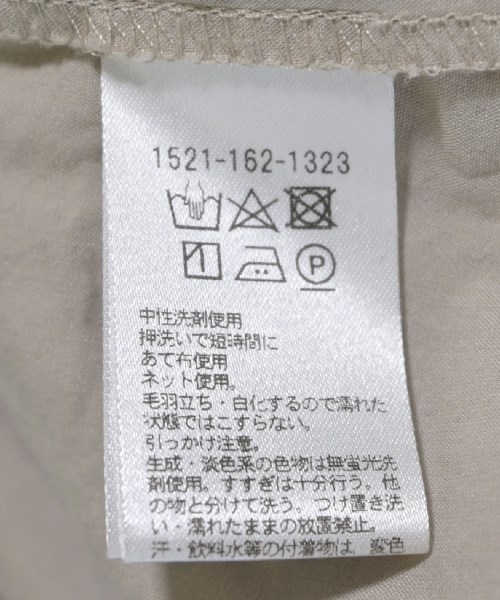 1521-162-1323
P
中性洗剤使用
押洗いで短時間に
あて布使用
ネット使用。
毛羽立ち・白化するので濡れた
状態ではこすらない。
引っかけ注意。
生成・淡色系の色物は無蛍光洗
剤使用。すすぎは十分行う。他
の物と分けて洗う。つけ置き洗
い・濡れたままの放置禁止。
汗・飲料水等の付着物は、変色